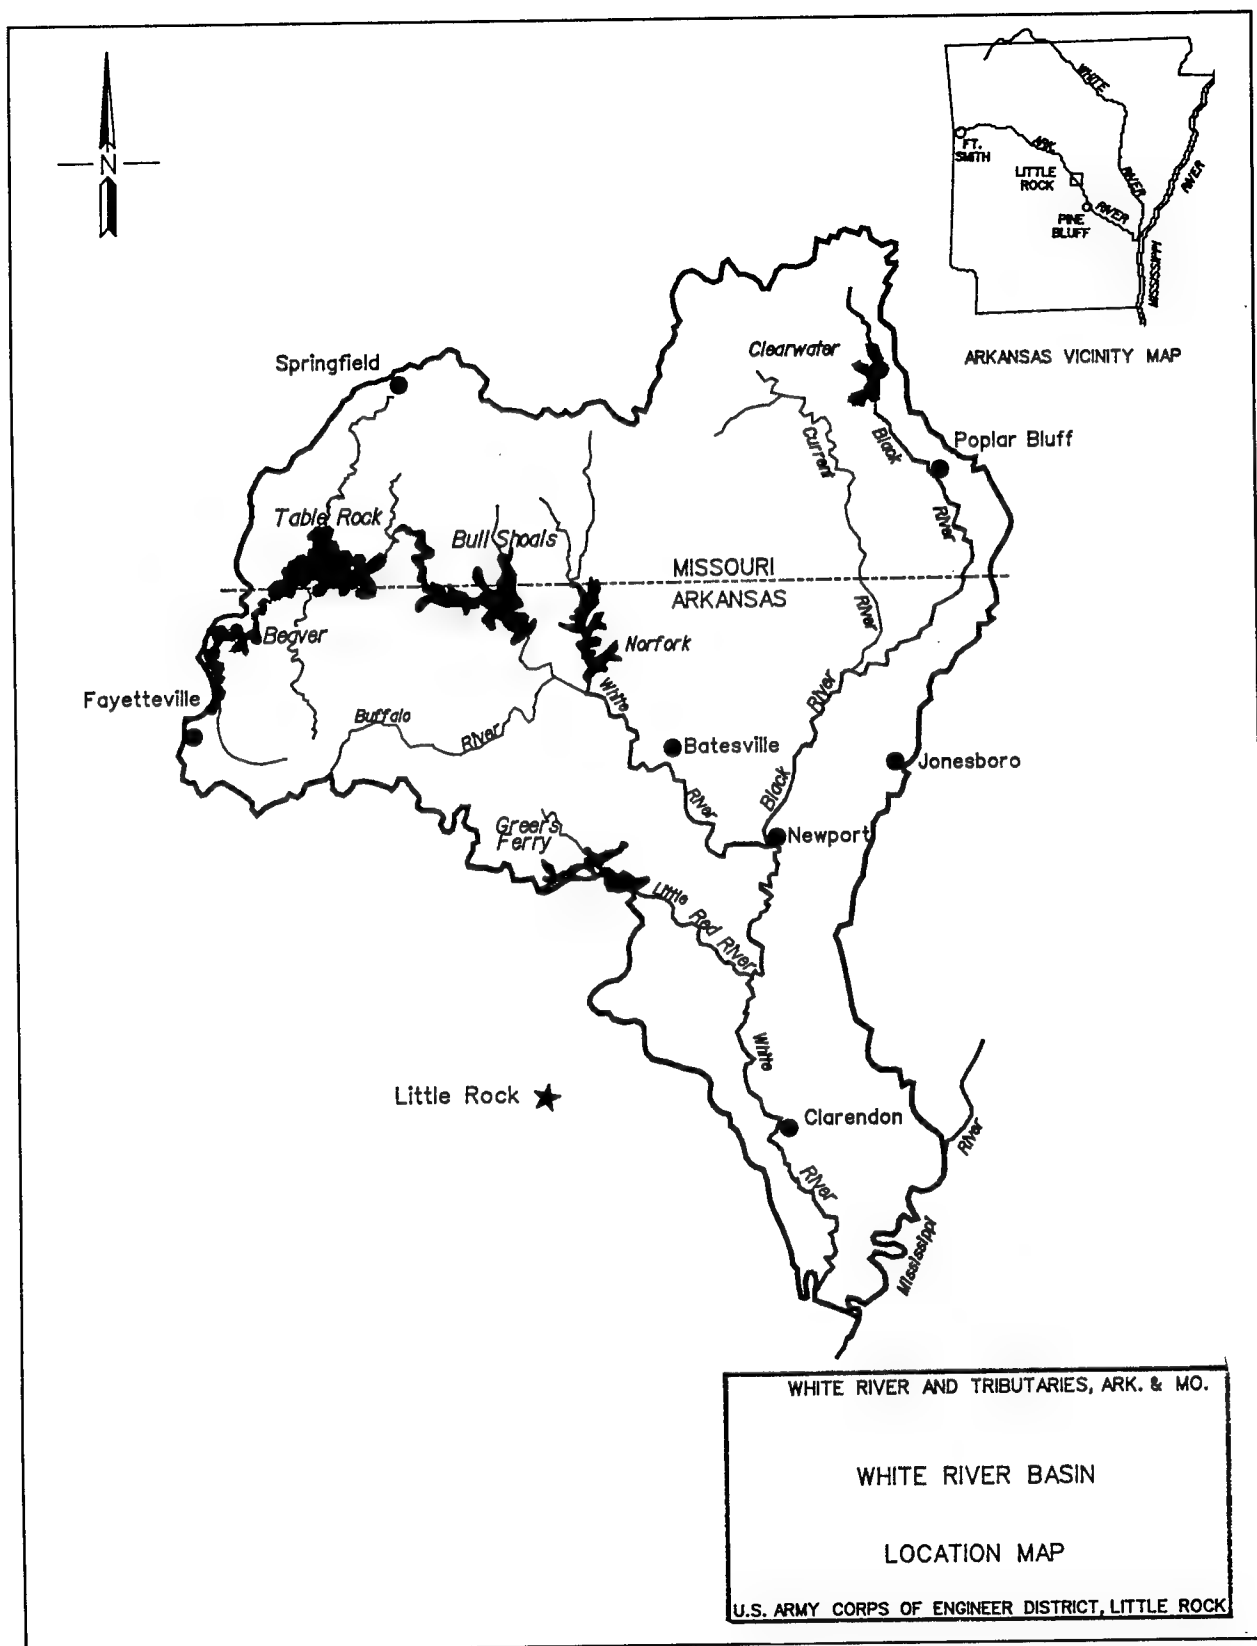 N
WHITE
RIVER
FT.
SMITH
ARK.
LITTLE
ROCK
RIVER
PINE
BLUFF
RIVER
MISSISSIPPI
ARKANSAS VICINITY MAP
Springfield
Clearwater
Current
Black
Poplar Bluff
River
Table Rock
Bull Shoals
MISSOURI
ARKANSAS
River
Beaver
Norfork
Fayetteville
White
River
Buffalo
River
Batesville
Jonesboro
River
Black
Newport
Greer's
Ferry
Little Red River
White
Little Rock
Clarendon
River
River
Mississippi
WHITE RIVER AND TRIBUTARIES, ARK. & MO.
WHITE RIVER BASIN
LOCATION MAP
U.S. ARMY CORPS OF ENGINEER DISTRICT, LITTLE ROCK